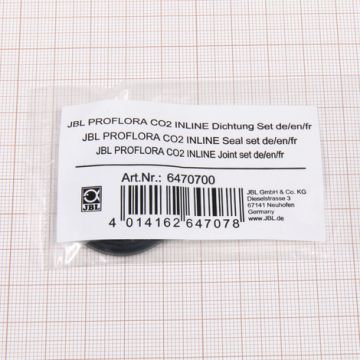 JBL PROFLORA CO2 INLINE Dichtung Set de/en/fr
JBL PROFLORA CO2 INLINE Seal set de/en/fr
JBL PROFLORA CO2 INLINE Joint set de/en/fr
Art.Nr.: 6470700
JBL
JBL GmbH & Co. KG
Dieselstrasse 3
67141 Neuhofen
Germany
www.JBL.de
4 014162 647078